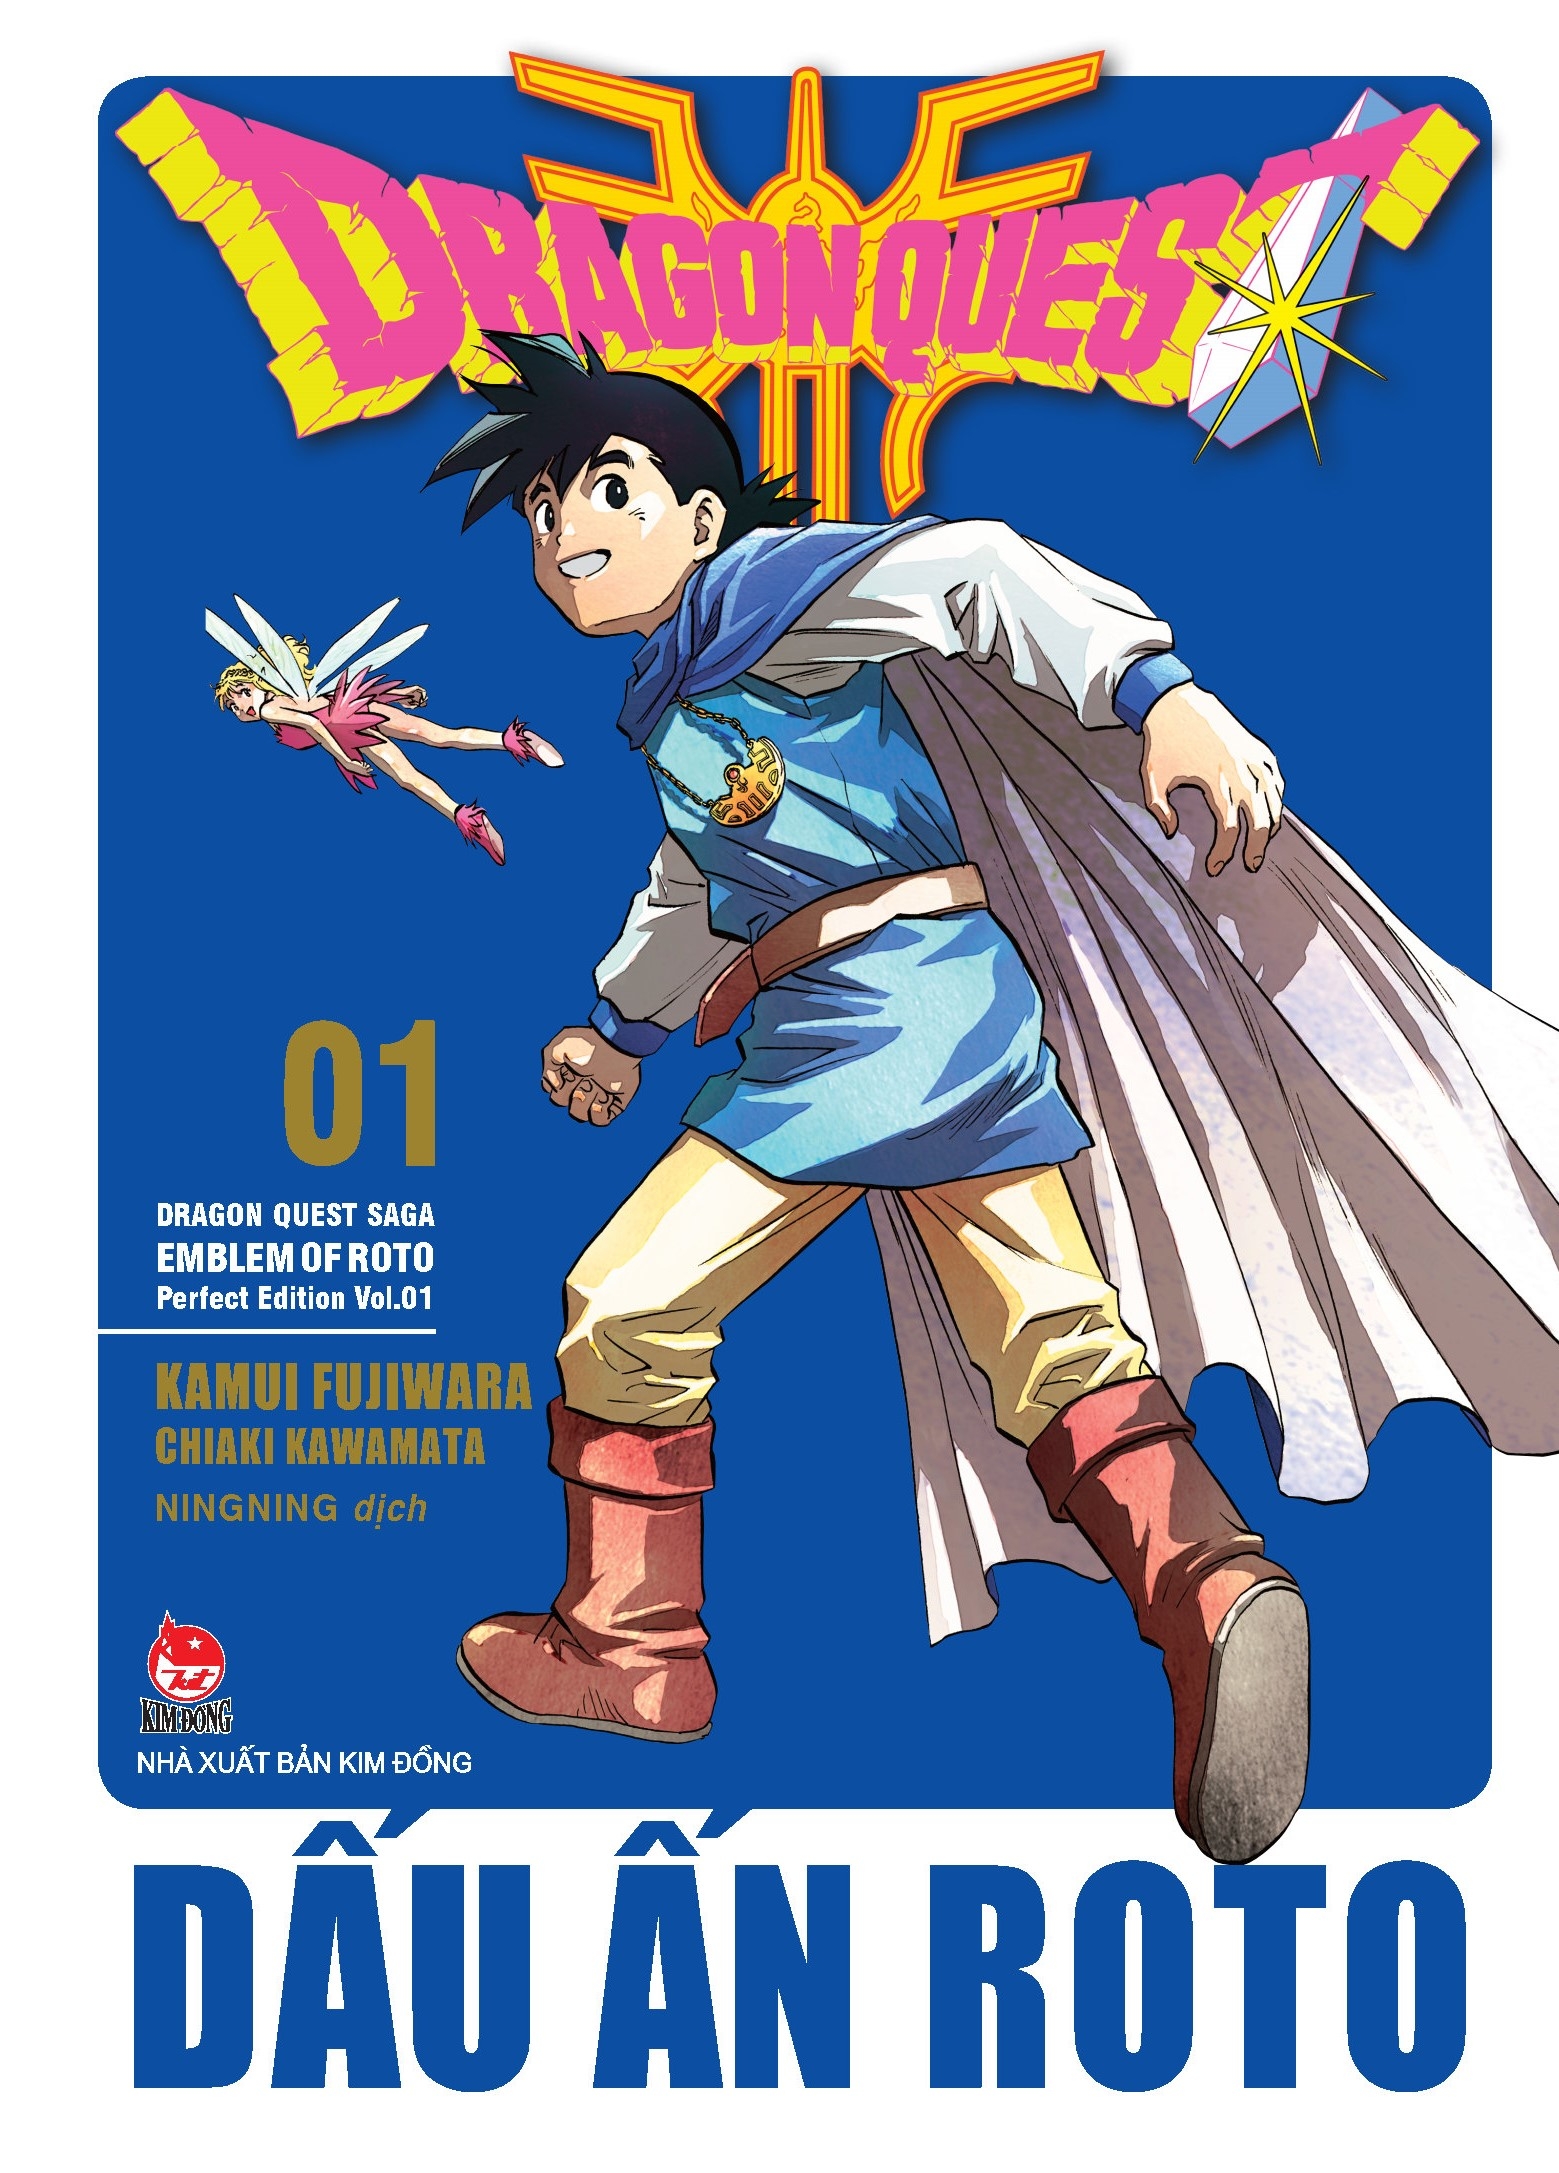 DRAGON QUEST
01
DRAGON QUEST SAGA
EMBLEM OF ROTO
Perfect Edition Vol.01
KAMUI FUJIWARA
CHIAKI KAWAMATA
NINGNING dịch
kđ
KIM ĐỒNG
NHÀ XUẤT BẢN KIM ĐỒNG
DẤU ẤN ROTO